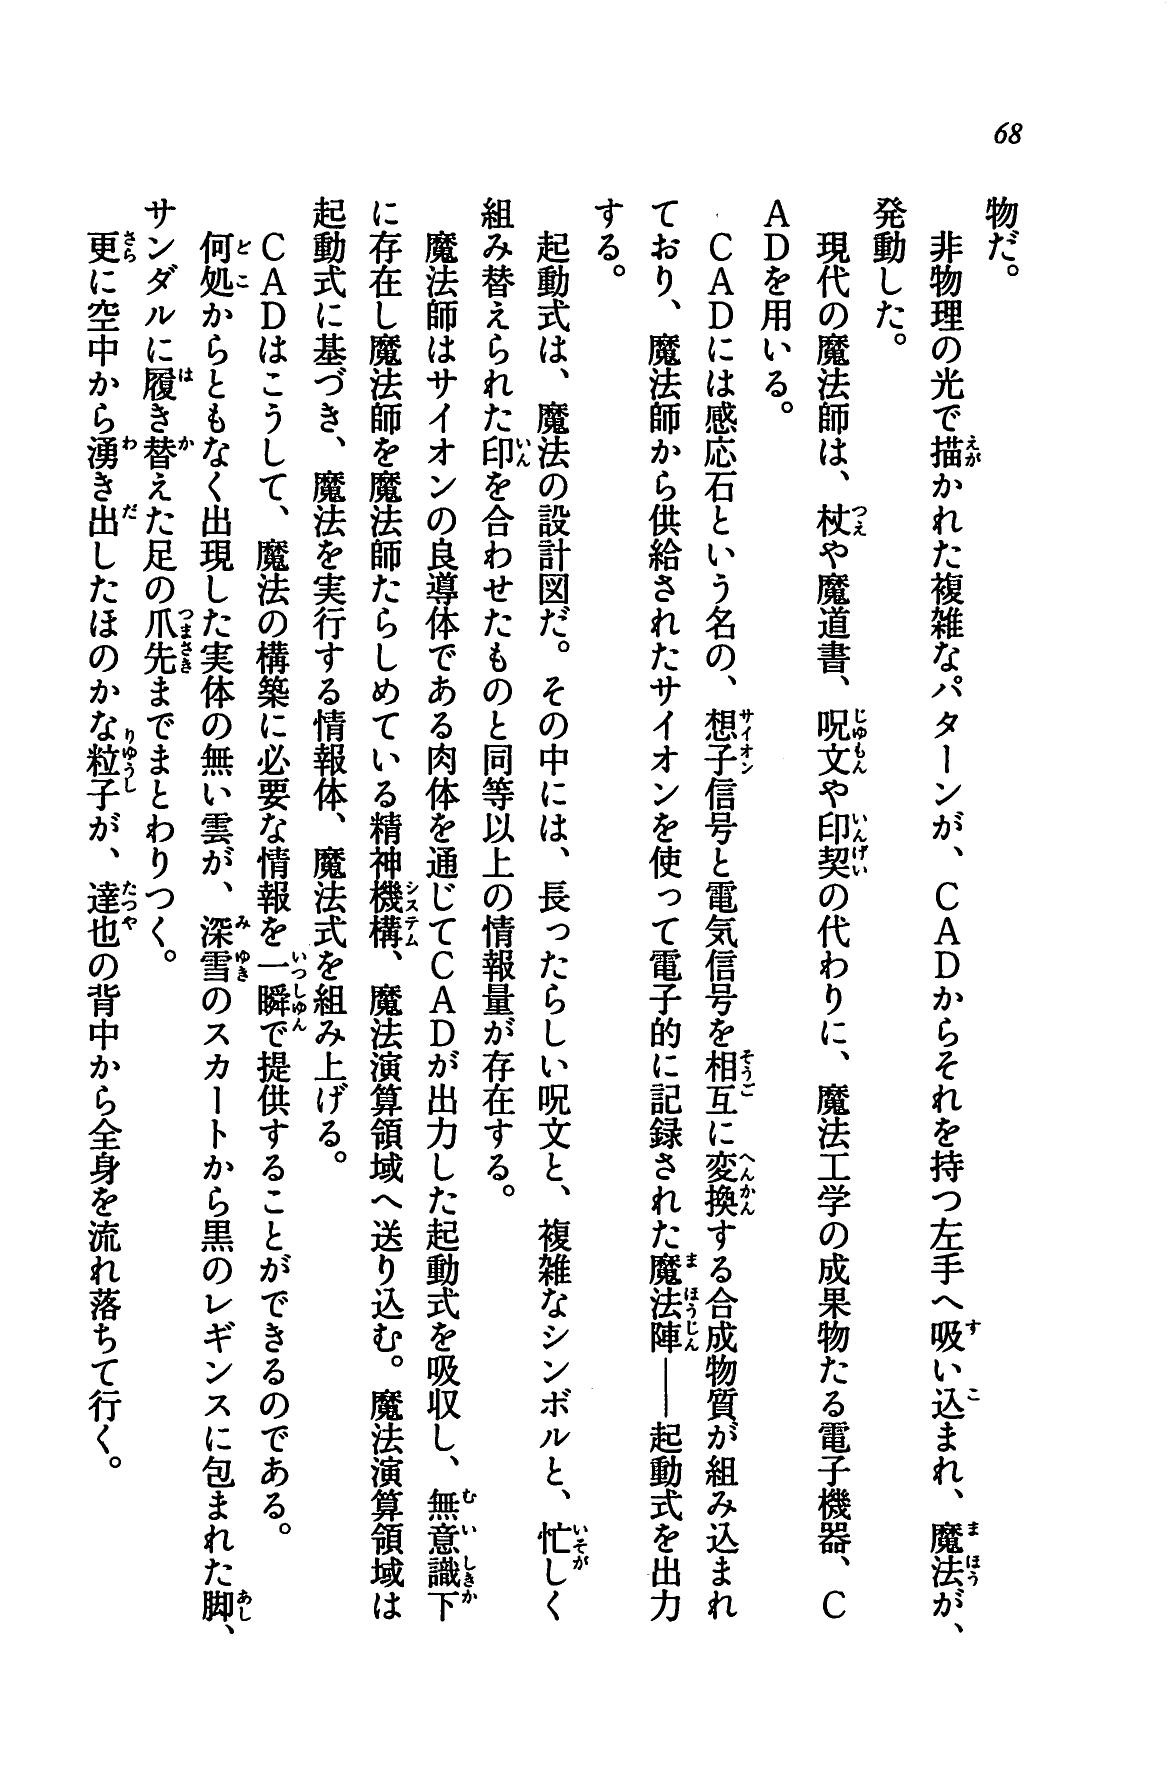 68
物だ。
非物理の光で描かれた複雑なパターンが、CADからそれを持つ左手へ吸い込まれ、魔法が、
発動した。
現代の魔法師は、杖や魔道書、呪文や印契の代わりに、魔法工学の成果物たる電子機器、C
ADを用いる。
CADには感応石という名の、想子信号と電気信号を相互に変換する合成物質が組み込まれ
ており、魔法師から供給されたサイオンを使って電子的に記録された魔法陣――起動式を出力
する。
起動式は、魔法の設計図だ。その中には、長ったらしい呪文と、複雑なシンボルと、忙しく
組み替えられた印を合わせたものと同等以上の情報量が存在する。
魔法師はサイオンの良導体である肉体を通じてCADが出力した起動式を吸収し、無意識下
に存在し魔法師を魔法師たらしめている精神機構、魔法演算領域へ送り込む。魔法演算領域は
起動式に基づき、魔法を実行する情報体、魔法式を組み上げる。
CADはこうして、魔法の構築に必要な情報を一瞬で提供することができるのである。
何処からともなく出現した実体の無い雲が、深雪のスカートから黒のレギンスに包まれた脚、
サンダルに履き替えた足の爪先までまとわりつく。
更に空中から湧き出したほのかな粒子が、達也の背中から全身を流れ落ちて行く。